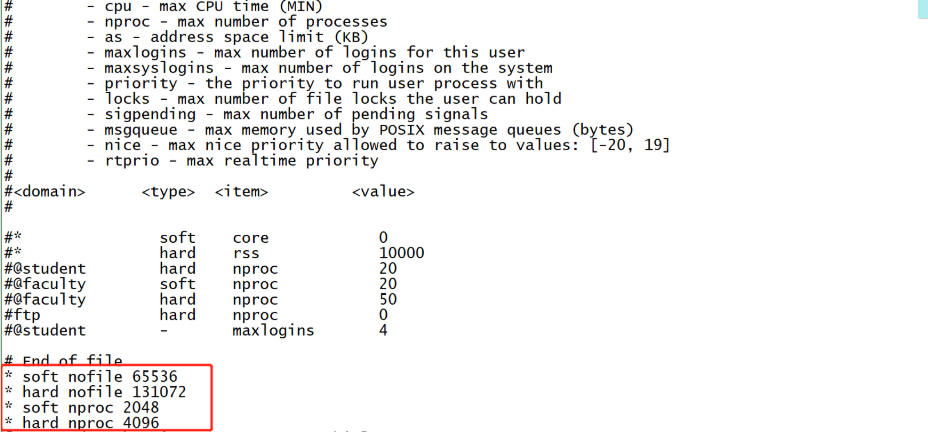 #        - cpu - max CPU time (MIN)
#        - nproc - max number of processes
#        - as - address space limit (KB)
#        - maxlogins - max number of logins for this user
#        - maxsyslogins - max number of logins on the system
#        - priority - the priority to run user process with
#        - locks - max number of file locks the user can hold
#        - sigpending - max number of pending signals
#        - msgqueue - max memory used by POSIX message queues (bytes)
#        - nice - max nice priority allowed to raise to values: [-20, 19]
#        - rtprio - max realtime priority
#
#<domain>      <type>  <item>         <value>
#
#*               soft    core            0
#*               hard    rss             10000
#@student        hard    nproc           20
#@faculty        soft    nproc           20
#@faculty        hard    nproc           50
#ftp             hard    nproc           0
#@student        -       maxlogins       4
# End of file
* soft nofile 65536
* hard nofile 131072
* soft nproc 2048
* hard nproc 4096